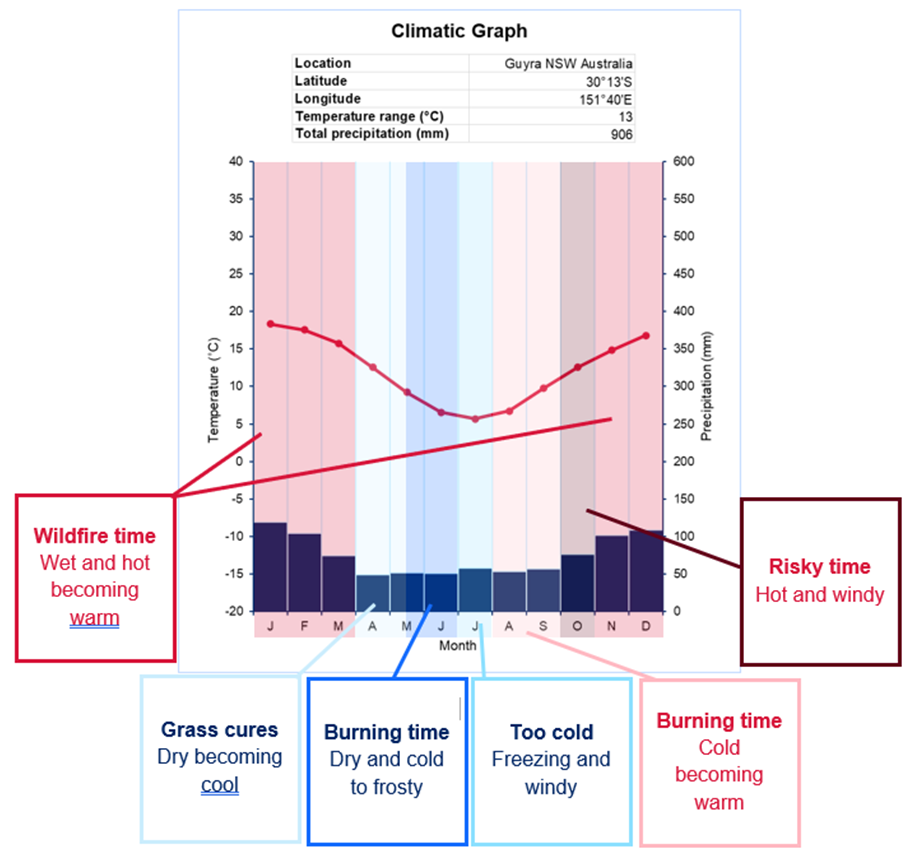 Climatic Graph
Location Guyra NSW Australia
Latitude 30°13'S
Longitude 151°40'E
Temperature range (°C) 13
Total precipitation (mm) 906
40 600
35 550
30 500
25 450
20 400
15 350
10 300
5 250
0 200
-5 150
-10 100
-15 50
-20 0
Temperature (°C)
Precipitation (mm)
J F M A M J J A S O N D
Month
Wildfire time
Wet and hot
becoming
warm
Risky time
Hot and windy
Grass cures
Dry becoming
cool
Burning time
Dry and cold
to frosty
Too cold
Freezing and
windy
Burning time
Cold
becoming
warm